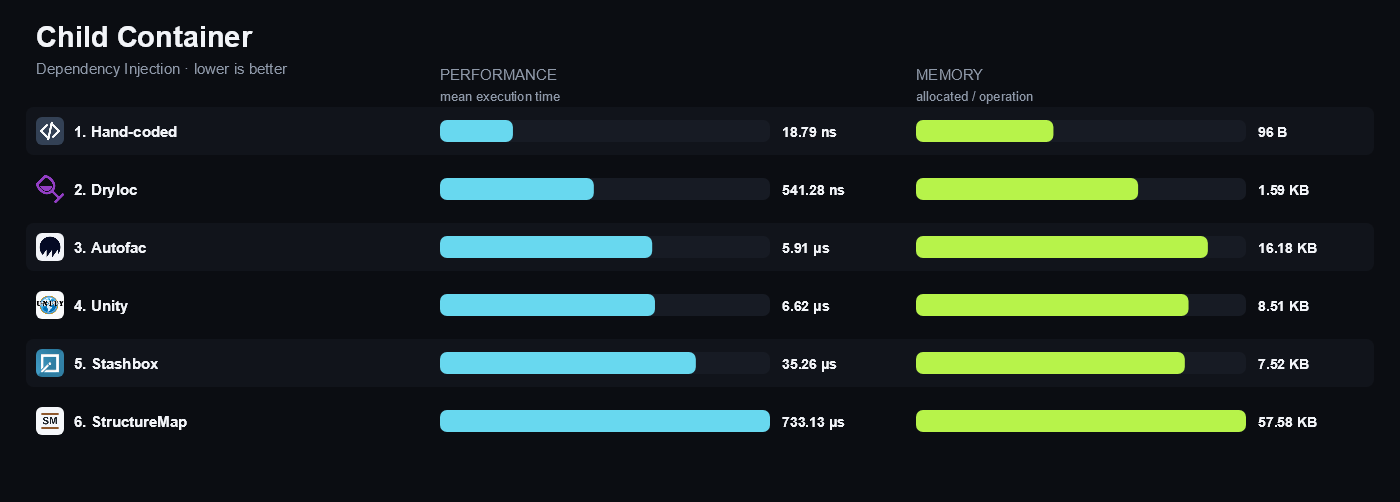 Child Container
Dependency Injection · lower is better
PERFORMANCE
mean execution time
MEMORY
allocated / operation
1. Hand-coded 18.79 ns 96 B
2. DryIoc 541.28 ns 1.59 KB
3. Autofac 5.91 µs 16.18 KB
UNITY
4. Unity 6.62 µs 8.51 KB
5. Stashbox 35.26 µs 7.52 KB
SM
6. StructureMap 733.13 µs 57.58 KB